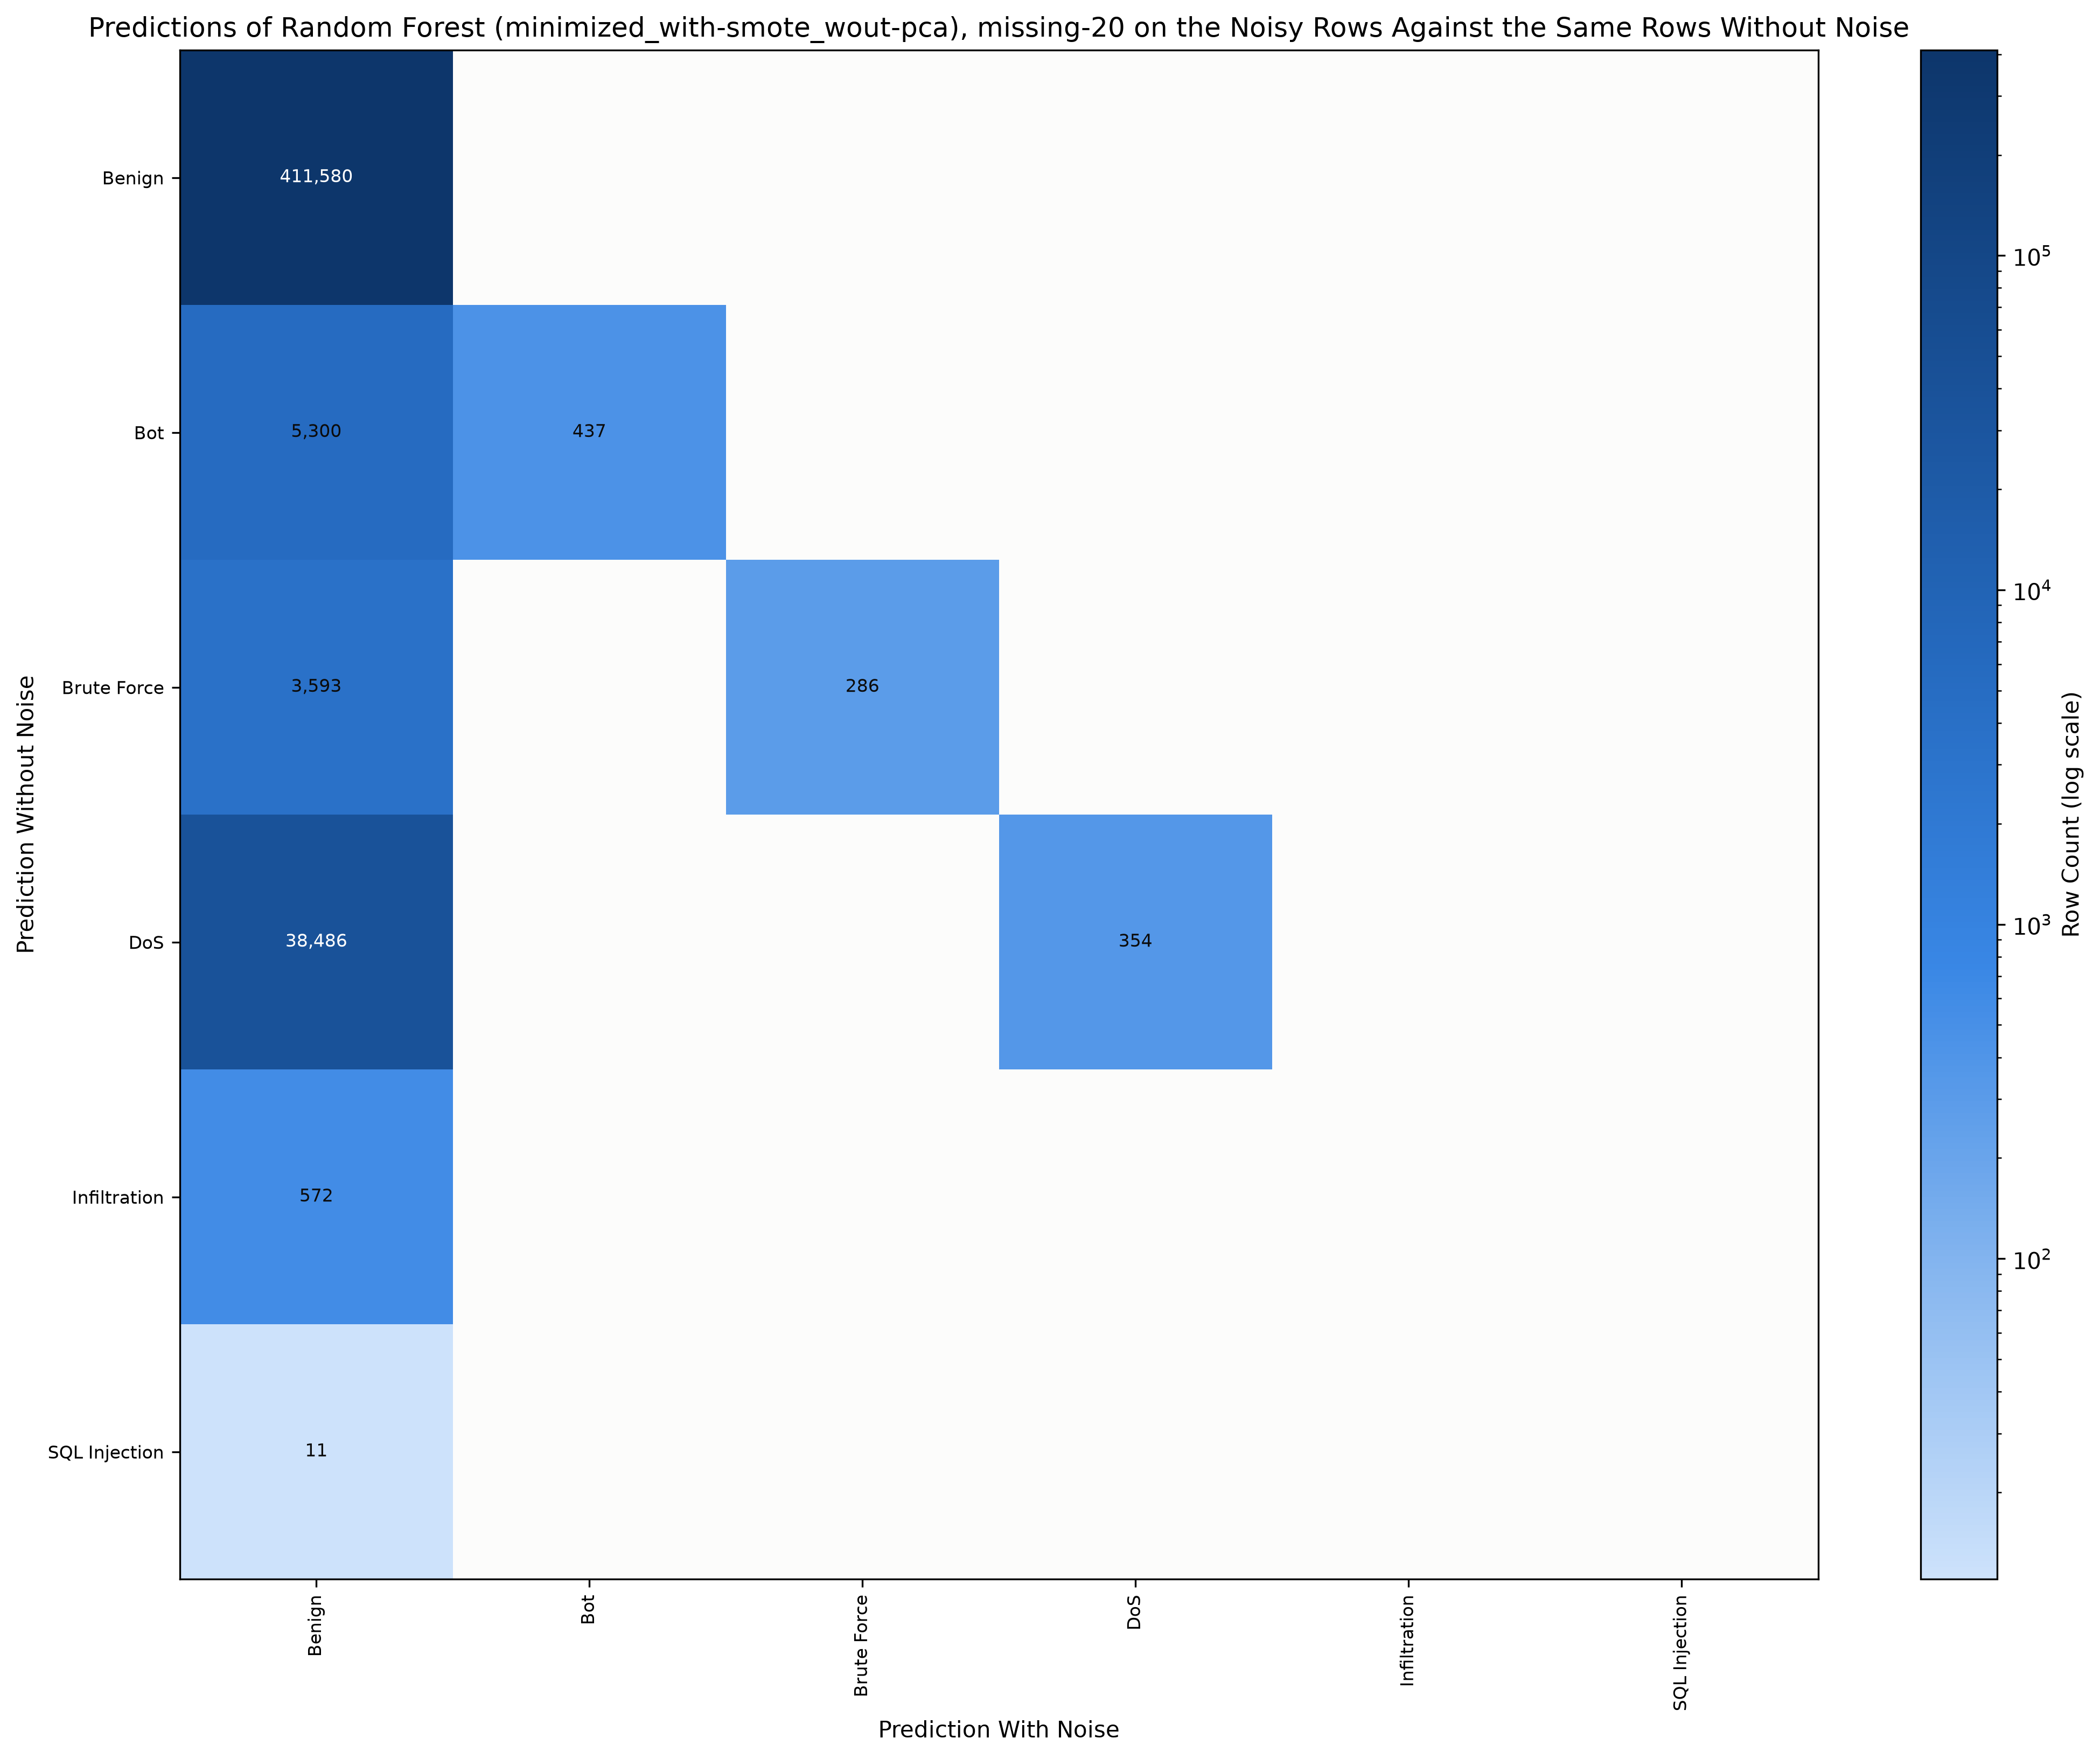 Predictions of Random Forest (minimized_with-smote_wout-pca), missing-20 on the Noisy Rows Against the Same Rows Without Noise
Prediction Without Noise
Benign
411,580
Bot
5,300
437
Brute Force
3,593
286
DoS
38,486
354
Infiltration
572
SQL Injection
11
Benign
Bot
Brute Force
DoS
Infiltration
SQL Injection
Prediction With Noise
10⁵
10⁴
10³
10²
Row Count (log scale)